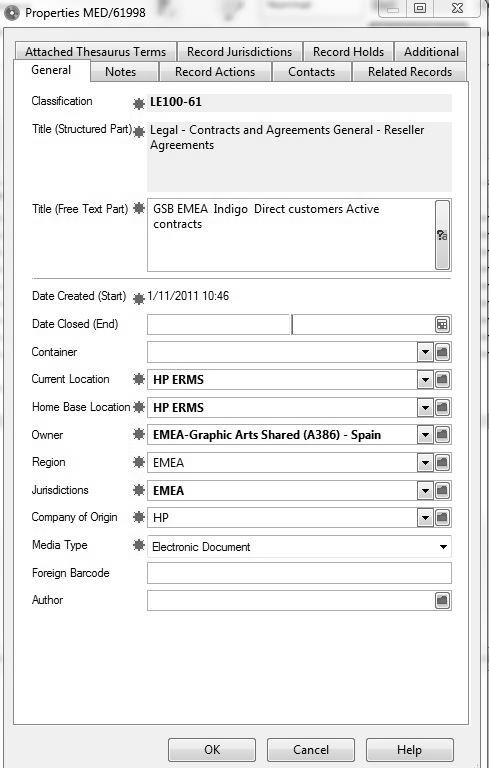 Properties MED/61998
Attached Thesaurus Terms Record Jurisdictions Record Holds Additional
General Notes Record Actions Contacts Related Records
Classification LE100-61
Title (Structured Part) Legal - Contracts and Agreements General - Reseller
Agreements
Title (Free Text Part) GSB EMEA Indigo Direct customers Active
contracts
Date Created (Start) 1/11/2011 10:46
Date Closed (End)
Container
Current Location HP ERMS
Home Base Location HP ERMS
Owner EMEA-Graphic Arts Shared (A386) - Spain
Region EMEA
Jurisdictions EMEA
Company of Origin HP
Media Type Electronic Document
Foreign Barcode
Author
OK Cancel Help